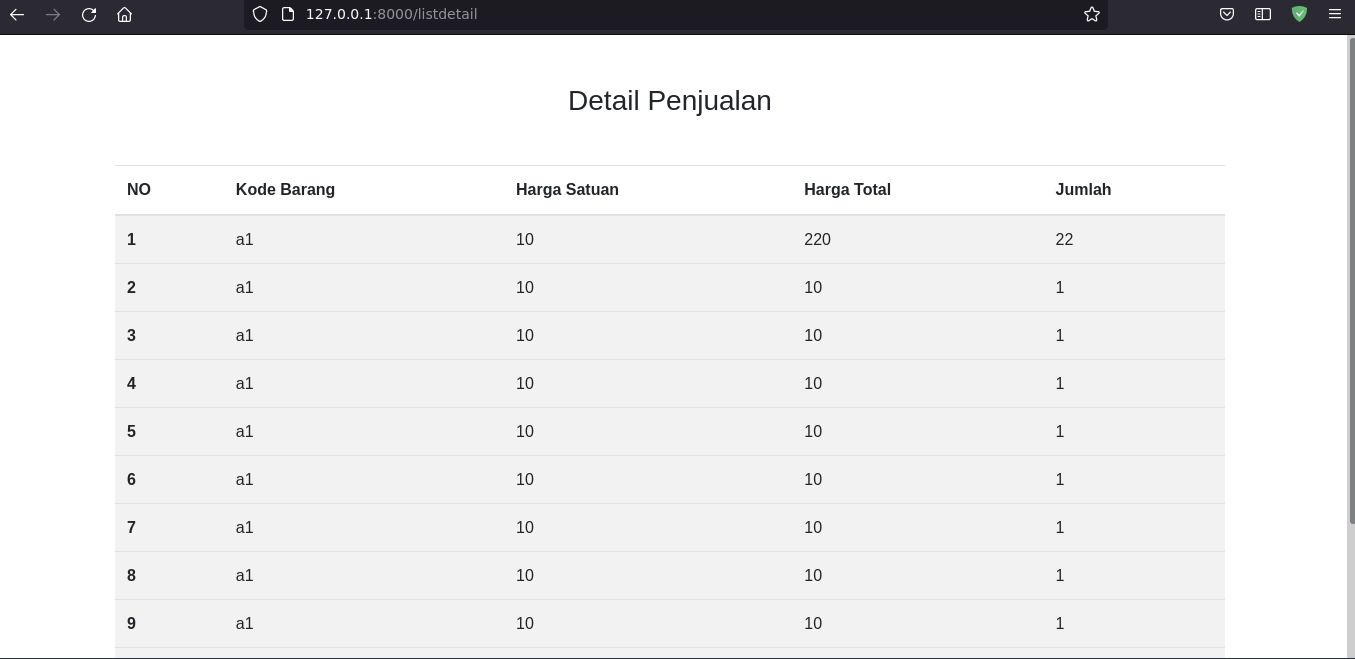 127.0.0.1:8000/listdetail
Detail Penjualan
NO Kode Barang Harga Satuan Harga Total Jumlah
1 a1 10 220 22
2 a1 10 10 1
3 a1 10 10 1
4 a1 10 10 1
5 a1 10 10 1
6 a1 10 10 1
7 a1 10 10 1
8 a1 10 10 1
9 a1 10 10 1